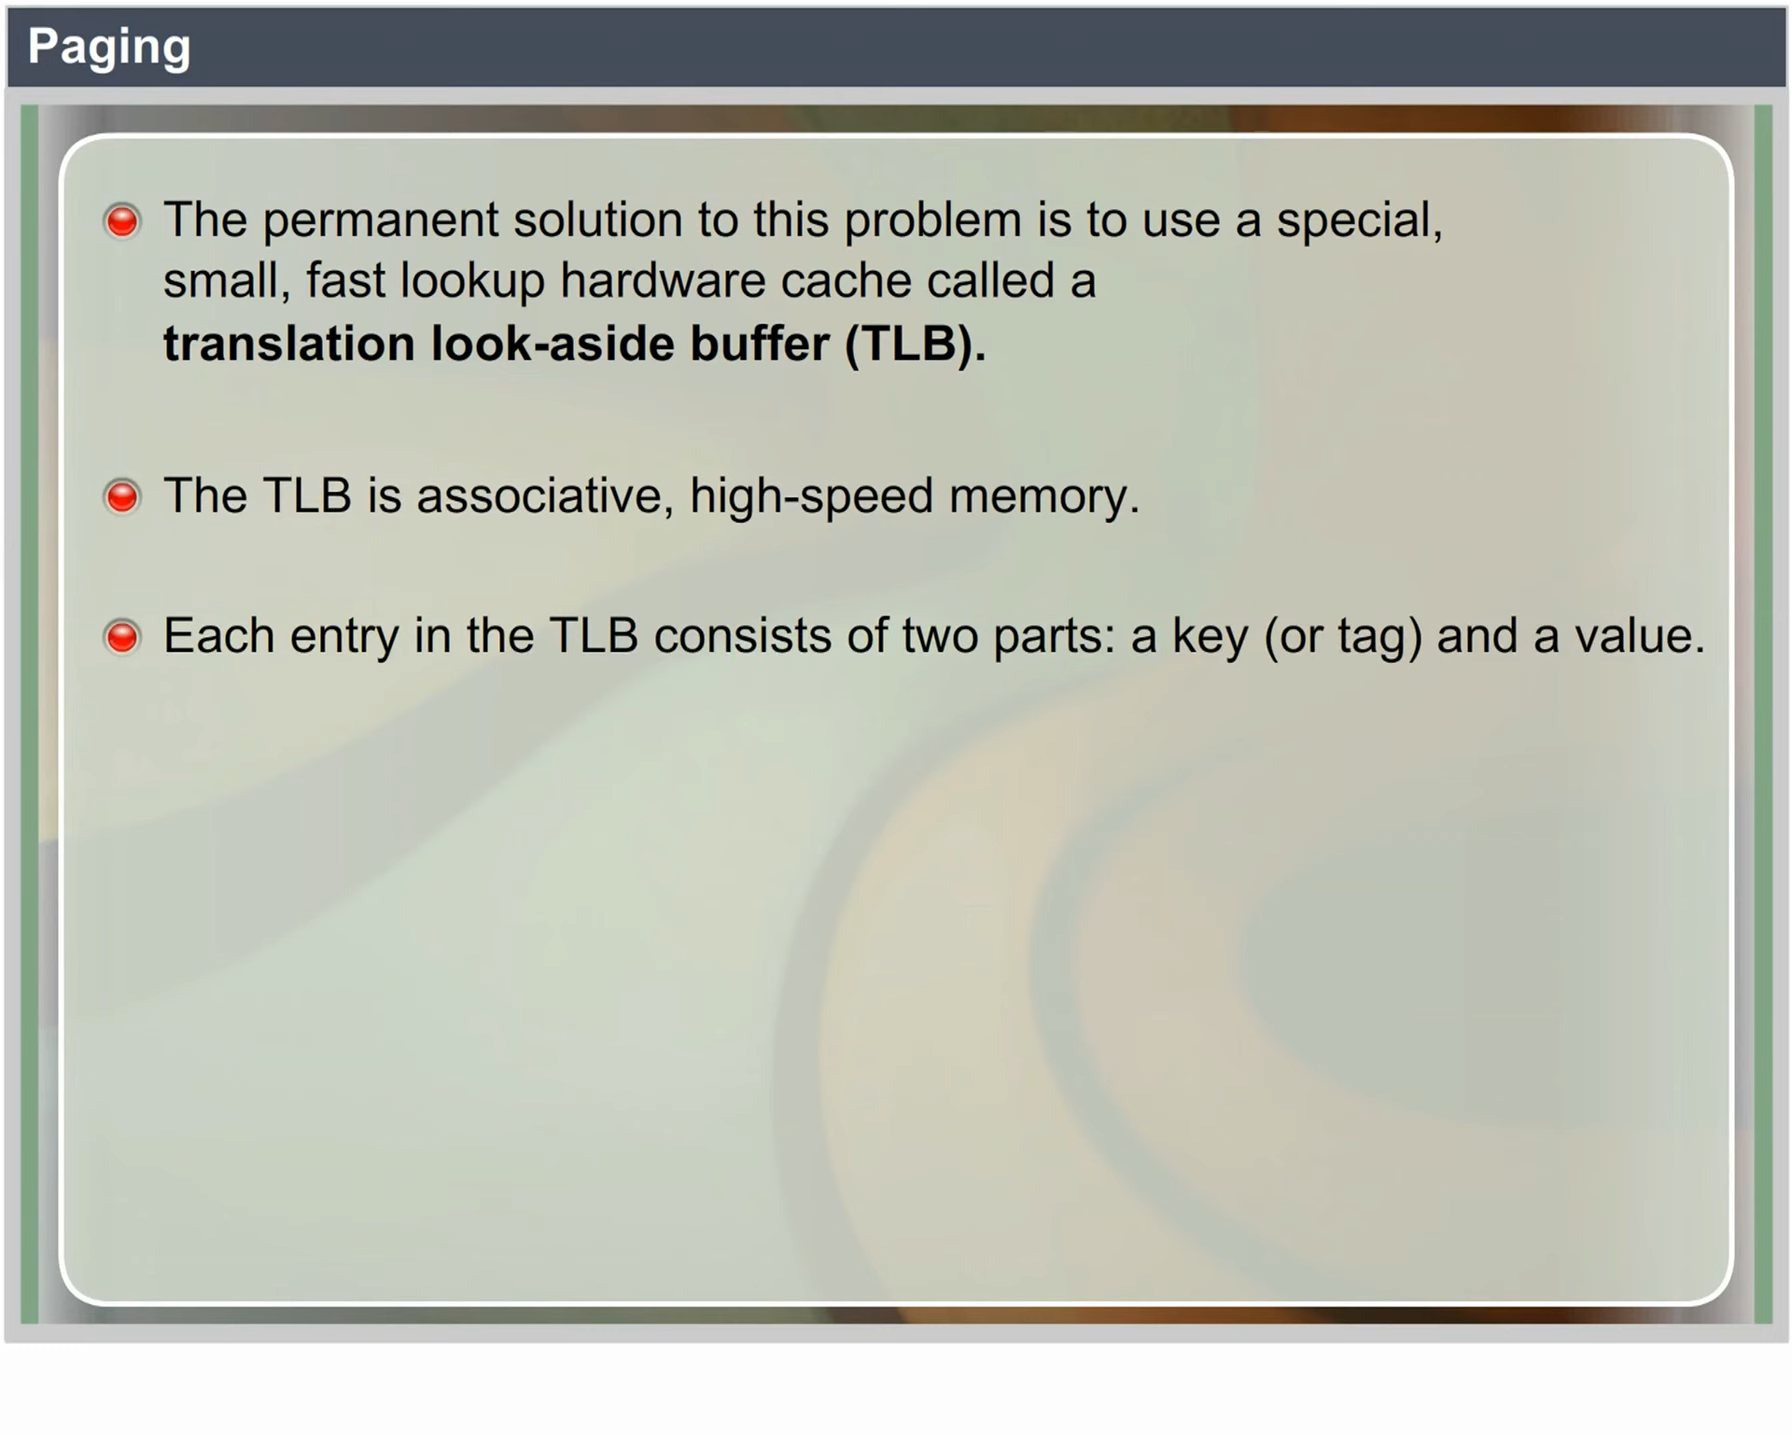 Paging
The permanent solution to this problem is to use a special,
small, fast lookup hardware cache called a
translation look-aside buffer (TLB).
The TLB is associative, high-speed memory.
Each entry in the TLB consists of two parts: a key (or tag) and a value.